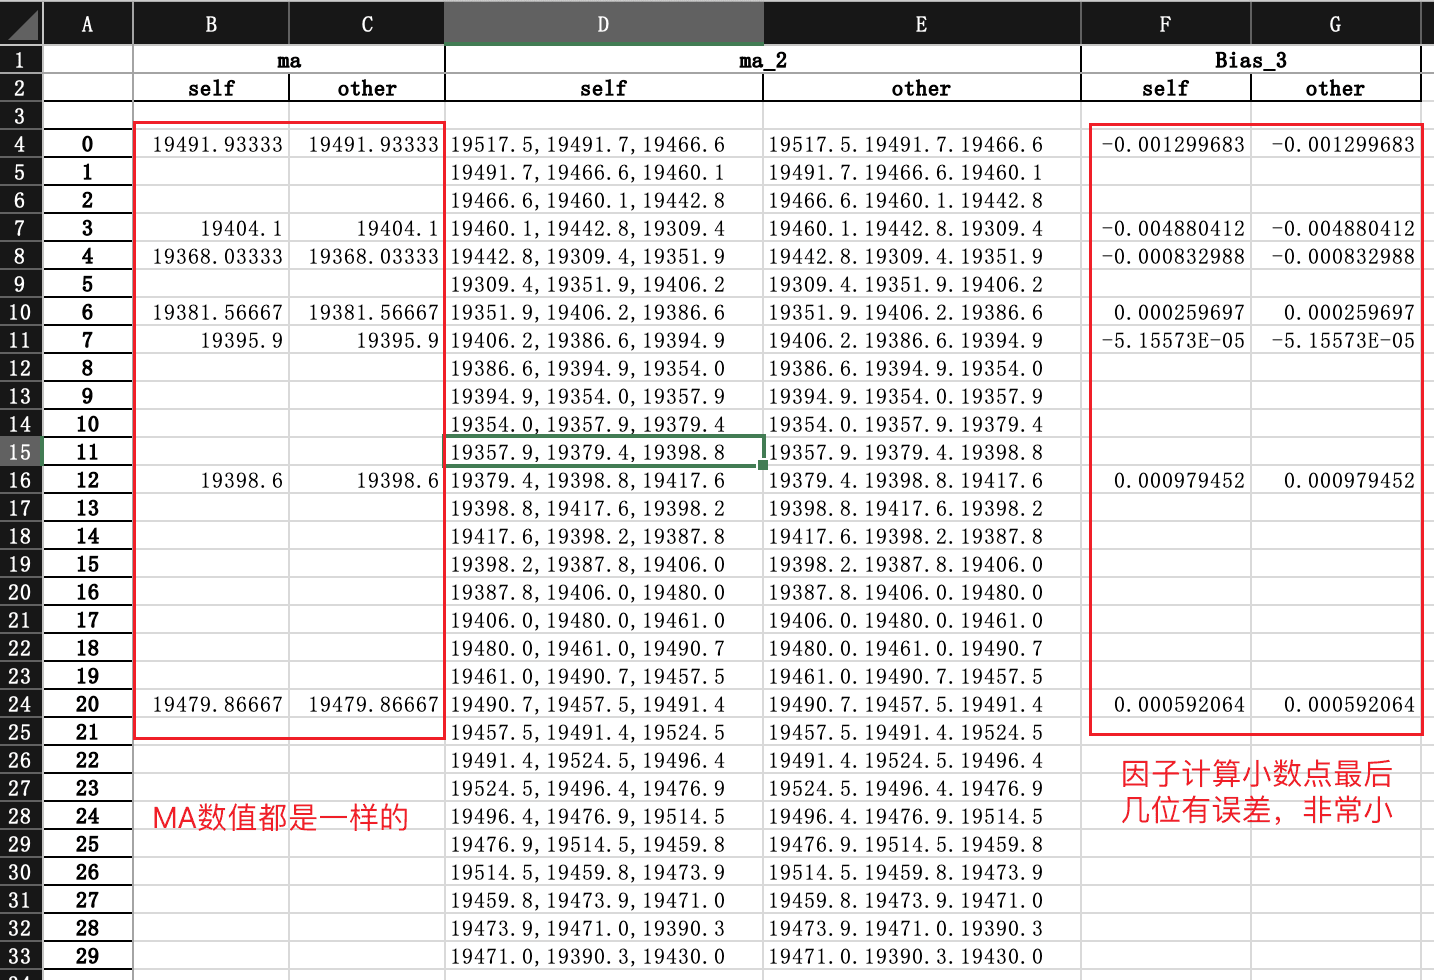 A B C D E F G
1 ma ma_2 Bias_3
2 self other self other self other
3
4 0 19491.93333 19491.93333 19517.5,19491.7,19466.6 19517.5.19491.7.19466.6 -0.001299683 -0.001299683
5 1 19491.7,19466.6,19460.1 19491.7.19466.6.19460.1
6 2 19466.6,19460.1,19442.8 19466.6.19460.1.19442.8
7 3 19404.1 19404.1 19460.1,19442.8,19309.4 19460.1.19442.8.19309.4 -0.004880412 -0.004880412
8 4 19368.03333 19368.03333 19442.8,19309.4,19351.9 19442.8.19309.4.19351.9 -0.000832988 -0.000832988
9 5 19309.4,19351.9,19406.2 19309.4.19351.9.19406.2
10 6 19381.56667 19381.56667 19351.9,19406.2,19386.6 19351.9.19406.2.19386.6 0.000259697 0.000259697
11 7 19395.9 19395.9 19406.2,19386.6,19394.9 19406.2.19386.6.19394.9 -5.15573E-05 -5.15573E-05
12 8 19386.6,19394.9,19354.0 19386.6.19394.9.19354.0
13 9 19394.9,19354.0,19357.9 19394.9.19354.0.19357.9
14 10 19354.0,19357.9,19379.4 19354.0.19357.9.19379.4
15 11 19357.9,19379.4,19398.8 19357.9.19379.4.19398.8
16 12 19398.6 19398.6 19379.4,19398.8,19417.6 19379.4.19398.8.19417.6 0.000979452 0.000979452
17 13 19398.8,19417.6,19398.2 19398.8.19417.6.19398.2
18 14 19417.6,19398.2,19387.8 19417.6.19398.2.19387.8
19 15 19398.2,19387.8,19406.0 19398.2.19387.8.19406.0
20 16 19387.8,19406.0,19480.0 19387.8.19406.0.19480.0
21 17 19406.0,19480.0,19461.0 19406.0.19480.0.19461.0
22 18 19480.0,19461.0,19490.7 19480.0.19461.0.19490.7
23 19 19461.0,19490.7,19457.5 19461.0.19490.7.19457.5
24 20 19479.86667 19479.86667 19490.7,19457.5,19491.4 19490.7.19457.5.19491.4 0.000592064 0.000592064
25 21 19457.5,19491.4,19524.5 19457.5.19491.4.19524.5
26 22 19491.4,19524.5,19496.4 19491.4.19524.5.19496.4
27 23 19524.5,19496.4,19476.9 19524.5.19496.4.19476.9
28 24 19496.4,19476.9,19514.5 19496.4.19476.9.19514.5
29 25 19476.9,19514.5,19459.8 19476.9.19514.5.19459.8
30 26 19514.5,19459.8,19473.9 19514.5.19459.8.19473.9
31 27 19459.8,19473.9,19471.0 19459.8.19473.9.19471.0
32 28 19473.9,19471.0,19390.3 19473.9.19471.0.19390.3
33 29 19471.0,19390.3,19430.0 19471.0.19390.3.19430.0
MA数值都是一样的
因子计算小数点最后
几位有误差，非常小